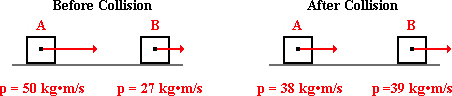 Before Collision
A B
p = 50 kg•m/s p = 27 kg•m/s
After Collision
A B
p = 38 kg•m/s p =39 kg•m/s